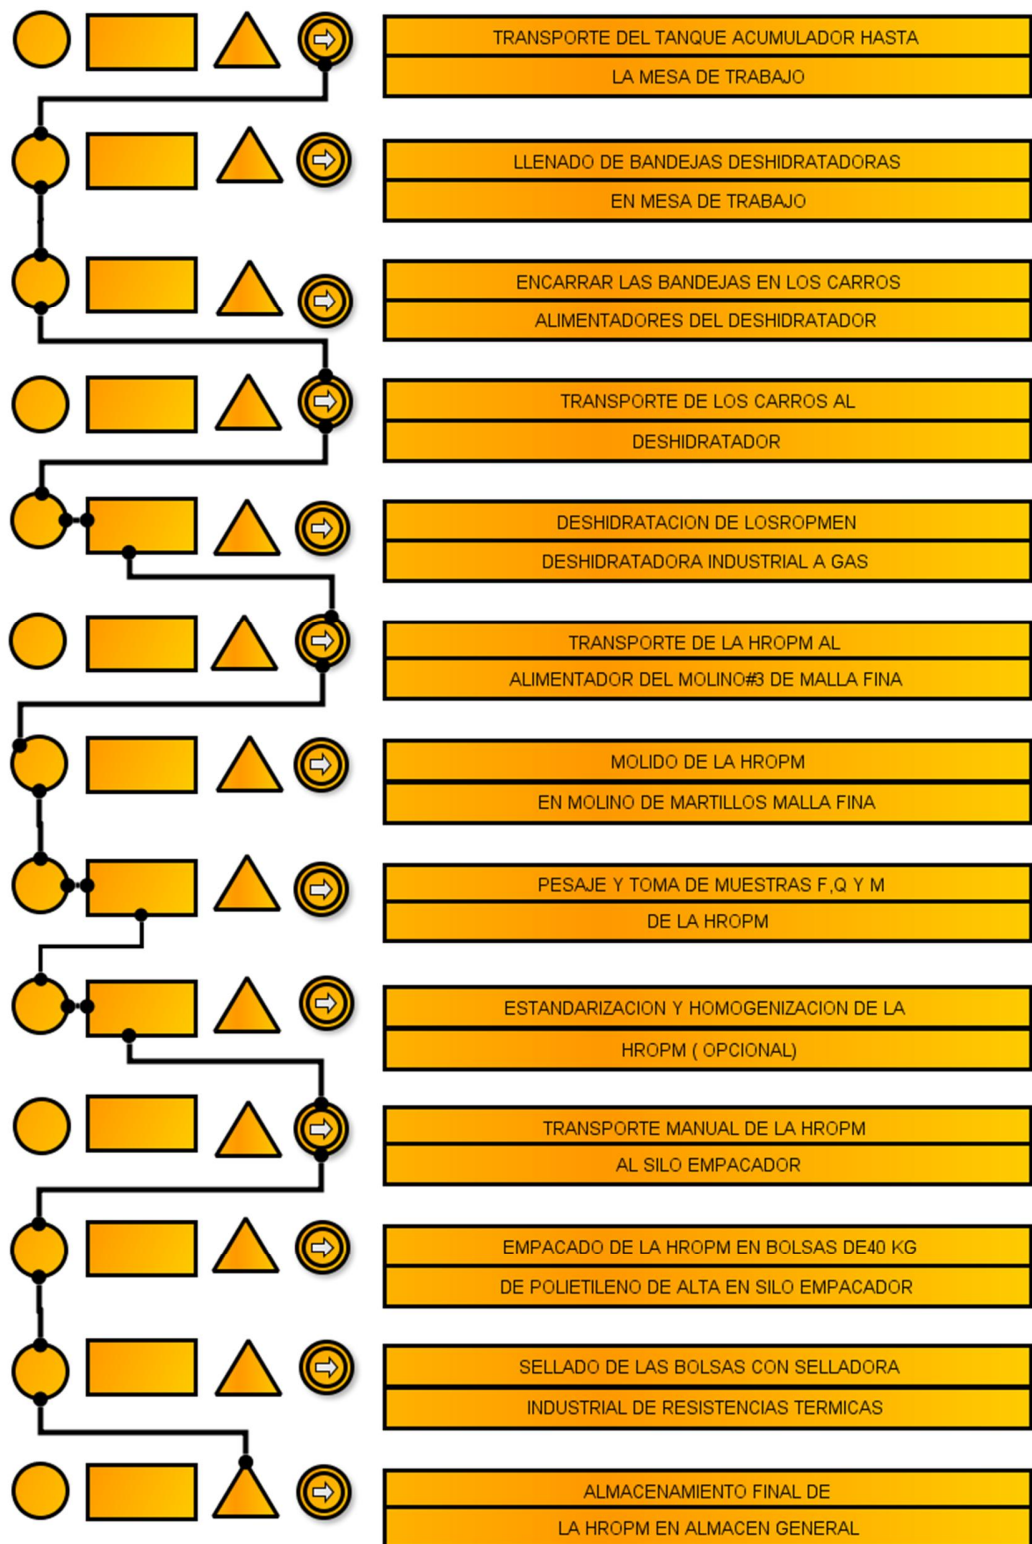 TRANSPORTE DEL TANQUE ACUMULADOR HASTA
LA MESA DE TRABAJO
LLENADO DE BANDEJAS DESHIDRATADORAS
EN MESA DE TRABAJO
ENCARRAR LAS BANDEJAS EN LOS CARROS
ALIMENTADORES DEL DESHIDRATADOR
TRANSPORTE DE LOS CARROS AL
DESHIDRATADOR
DESHIDRATACION DE LOSROPMEN
DESHIDRATADORA INDUSTRIAL A GAS
TRANSPORTE DE LA HROPM AL
ALIMENTADOR DEL MOLINO#3 DE MALLA FINA
MOLIDO DE LA HROPM
EN MOLINO DE MARTILLOS MALLA FINA
PESAJE Y TOMA DE MUESTRAS F,Q Y M
DE LA HROPM
ESTANDARIZACION Y HOMOGENIZACION DE LA
HROPM ( OPCIONAL)
TRANSPORTE MANUAL DE LA HROPM
AL SILO EMPACADOR
EMPACADO DE LA HROPM EN BOLSAS DE40 KG
DE POLIETILENO DE ALTA EN SILO EMPACADOR
SELLADO DE LAS BOLSAS CON SELLADORA
INDUSTRIAL DE RESISTENCIAS TERMICAS
ALMACENAMIENTO FINAL DE
LA HROPM EN ALMACEN GENERAL